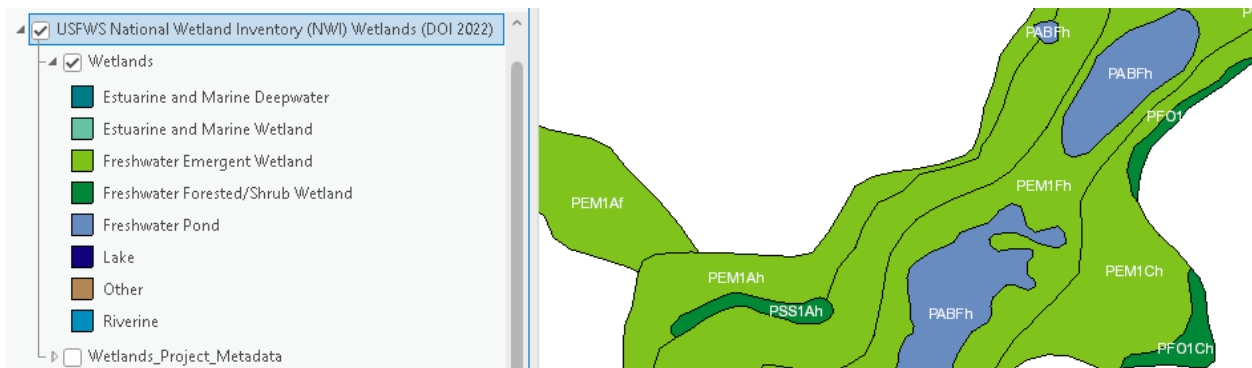 USFWS National Wetland Inventory (NWI) Wetlands (DOI 2022)
Wetlands
Estuarine and Marine Deepwater
Estuarine and Marine Wetland
Freshwater Emergent Wetland
Freshwater Forested/Shrub Wetland
Freshwater Pond
Lake
Other
Riverine
Wetlands_Project_Metadata
PABFh
PABFh
PFO1
PEM1Fh
PEM1Af
PEM1Ah
PEM1Ch
PSS1Ah
PABFh
PFO1Ch